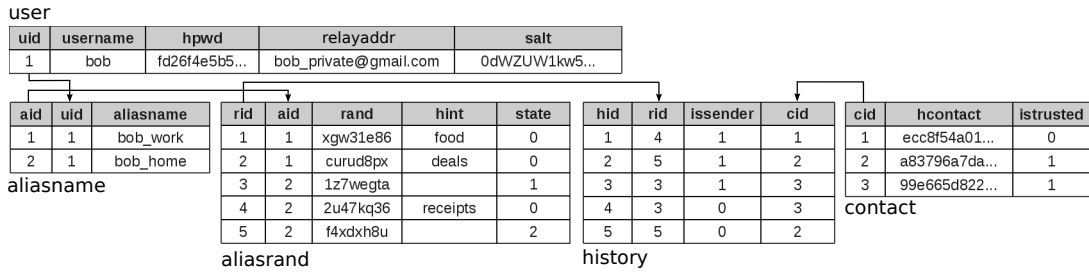 user
uid username hpwd relayaddr salt
1 bob fd26f4e5b5... bob_private@gmail.com 0dWZUW1kw5...
aid uid aliasname
1 1 bob_work
2 1 bob_home
aliasname
rid aid rand hint state
1 1 xgw31e86 food 0
2 1 curud8px deals 0
3 2 1z7wegta 1
4 2 2u47kq36 receipts 0
5 2 f4xdxh8u 2
aliasrand
hid rid issender cid
1 4 1 1
2 5 1 2
3 3 1 3
4 3 0 3
5 5 0 2
history
cid hcontact istrusted
1 ecc8f54a01... 0
2 a83796a7da... 1
3 99e665d822... 1
contact